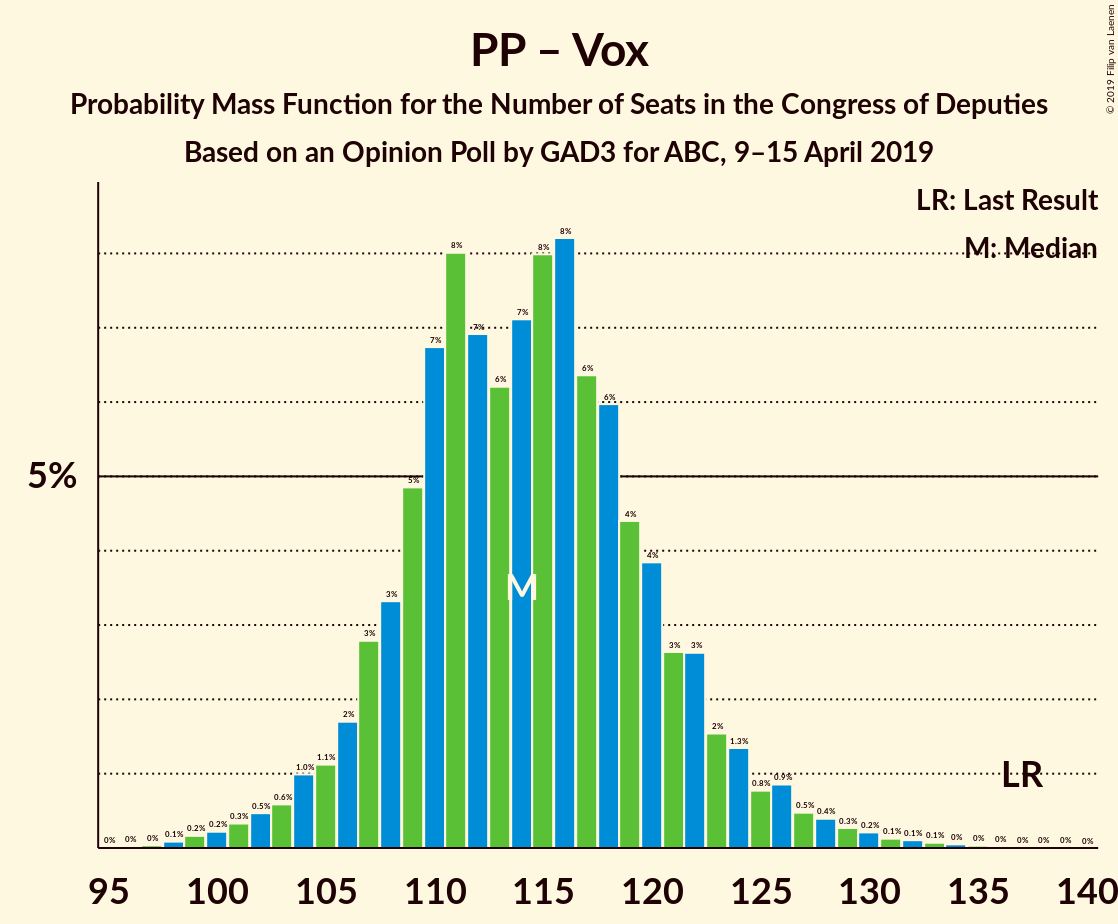 PP – Vox
Probability Mass Function for the Number of Seats in the Congress of Deputies
Based on an Opinion Poll by GAD3 for ABC, 9–15 April 2019
© 2019 Filip van Laenen
LR: Last Result
M: Median
5%
0% 0% 0% 0.1% 0.2% 0.2% 0.3% 0.5% 0.6% 1.0% 1.1% 2% 3% 3% 5% 7% 8% 7% 6% 7% 8% 8% 6% 6% 4% 4% 3% 3% 2% 1.3% 0.8% 0.9% 0.5% 0.4% 0.3% 0.2% 0.1% 0.1% 0.1% 0% 0% 0% 0% 0% 0% 0%
M
LR
95 100 105 110 115 120 125 130 135 140